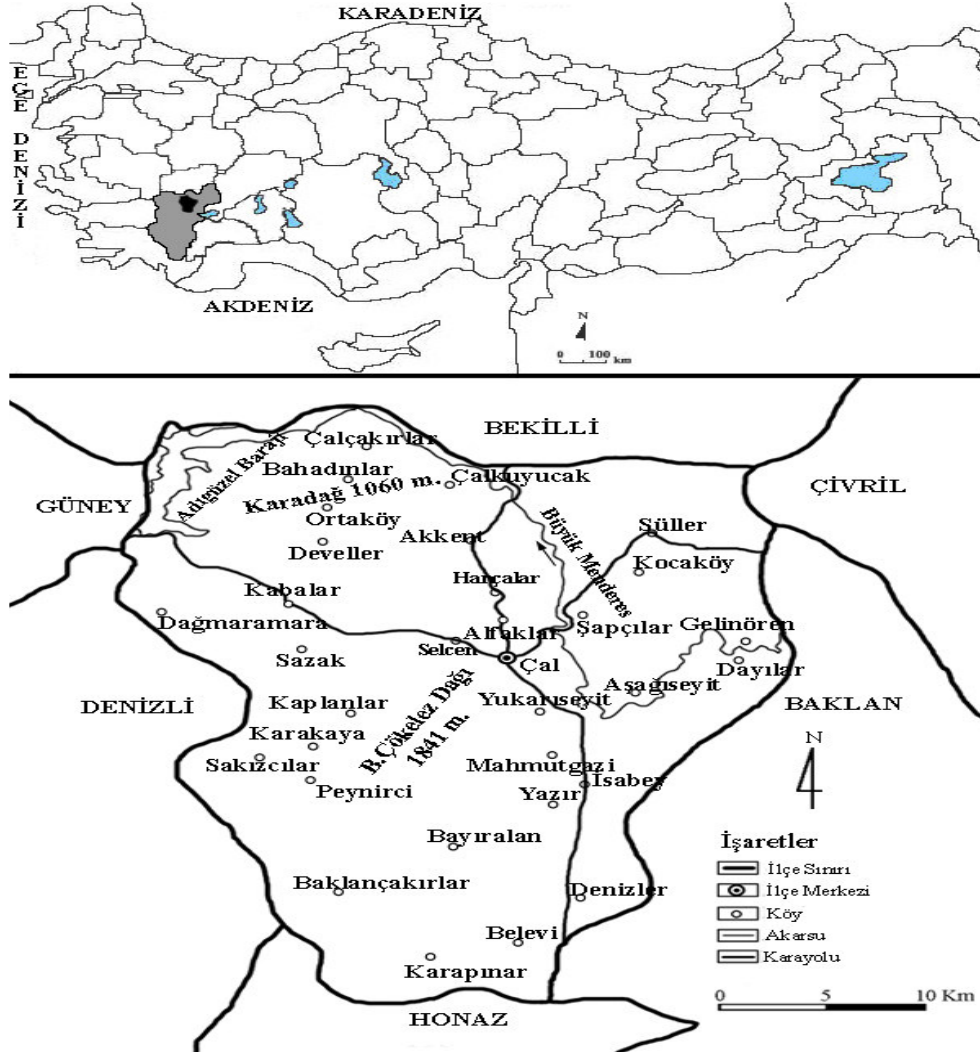 KARADENİZ
EGE DENİZİ
AKDENİZ
N
0 100 km
BEKİLLİ
Çalçakırlar
Adıgüzel Barajı
Bahadınlar
Çalkuyucak
ÇİVRİL
GÜNEY
Karadağ 1060 m.
Ortaköy
Büyük Menderes
Süller
Akkent
Develler
Kocaköy
Harçalar
Kabalar
Dağmaramara
Alfaklar
Şapçılar
Gelinören
Selcen
Sazak
Çal
Dayılar
Aşağıseyit
DENİZLİ
Kaplanlar
B.Çökelez Dağı
1841 m.
Yukarıseyit
BAKLAN
Karakaya
N
Sakızcılar
Mahmutgazi
İsabey
Peynirci
Yazır
Bayıralan
İşaretler
İlçe Sınırı
Baklançakırlar
Denizler
İlçe Merkezi
Köy
Belevi
Akarsu
Karapınar
Karayolu
0 5 10 Km
HONAZ